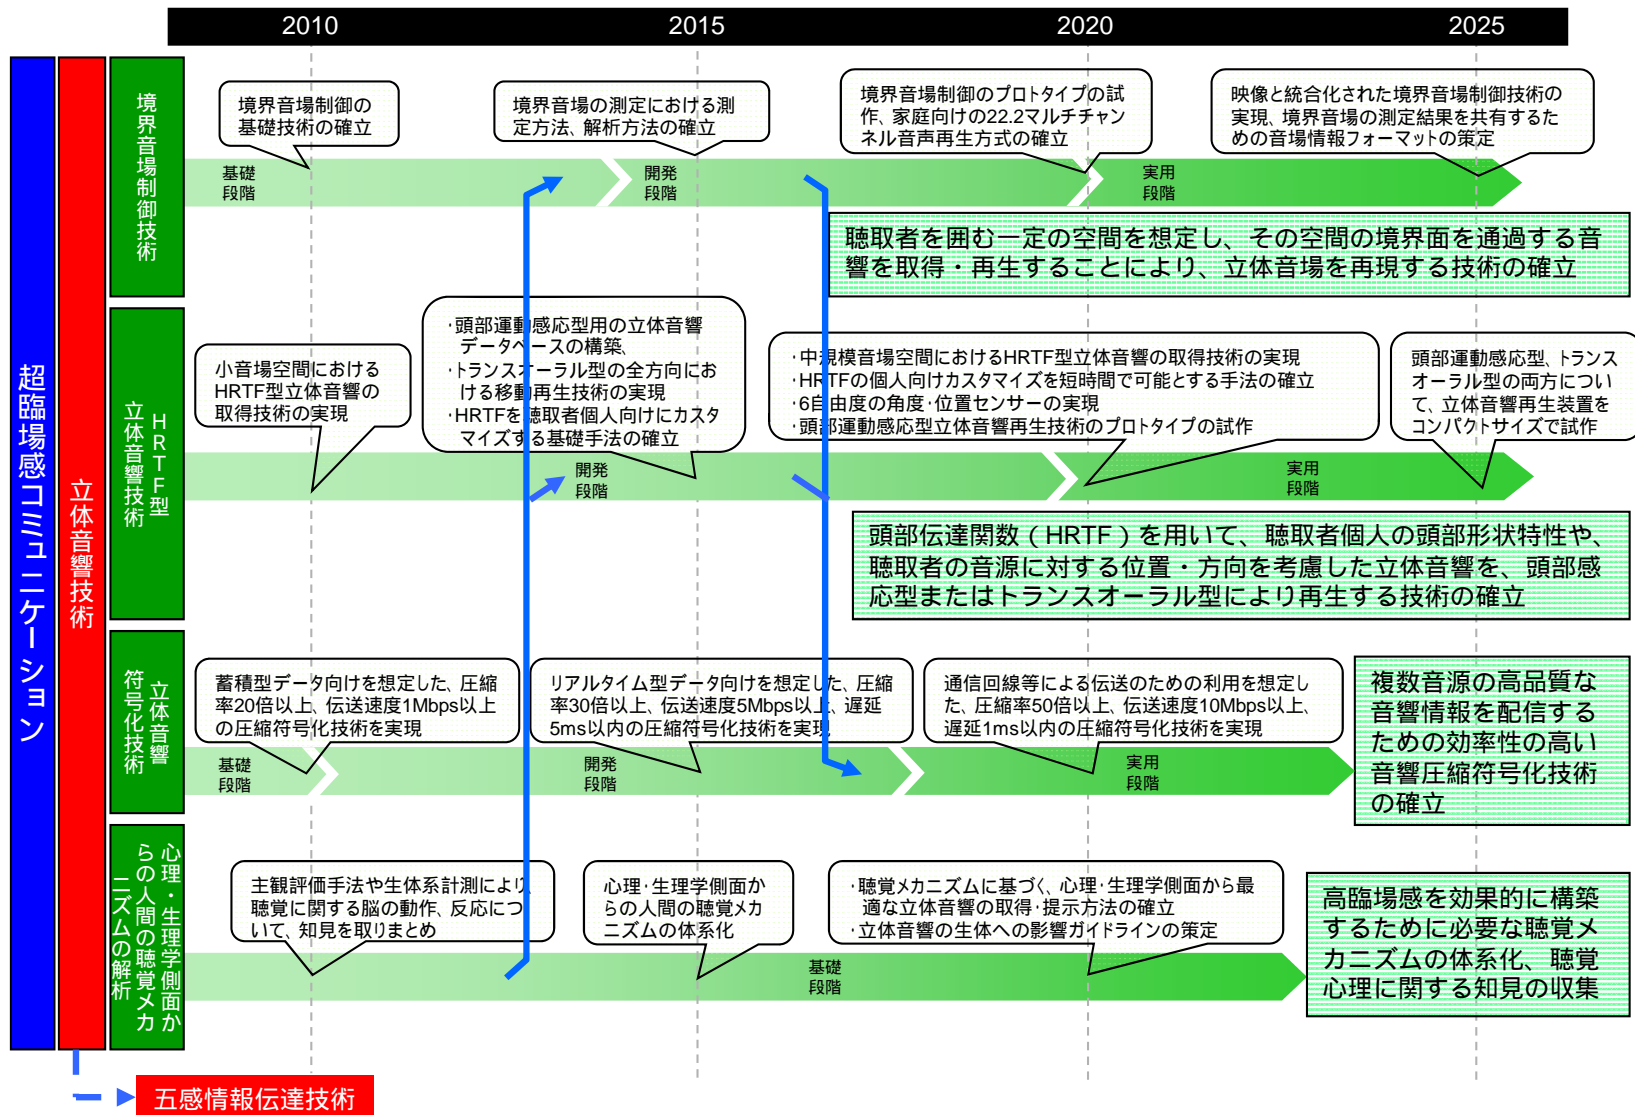 2010
2015
2020
2025
超臨場感コミュニケーション
立体音響技術
境界音場制御技術
境界音場制御の
基礎技術の確立
境界音場の測定における測
定方法、解析方法の確立
境界音場制御のプロトタイプの試
作、家庭向けの22.2マルチチャン
ネル音声再生方式の確立
映像と統合化された境界音場制御技術の
実現、境界音場の測定結果を共有するた
めの音場情報フォーマットの策定
基礎
段階
開発
段階
実用
段階
聴取者を囲む一定の空間を想定し、その空間の境界面を通過する音
響を取得・再生することにより、立体音場を再現する技術の確立
HRTF型
立体音響技術
小音場空間における
HRTF型立体音響の
取得技術の実現
・頭部運動感応型用の立体音響
データベースの構築、
・トランスオーラル型の全方向にお
ける移動再生技術の実現
・HRTFを聴取者個人向けにカスタ
マイズする基礎手法の確立
・中規模音場空間におけるHRTF型立体音響の取得技術の実現
・HRTFの個人向けカスタマイズを短時間で可能とする手法の確立
・6自由度の角度・位置センサーの実現
・頭部運動感応型立体音響再生技術のプロトタイプの試作
頭部運動感応型、トランス
オーラル型の両方につい
て、立体音響再生装置を
コンパクトサイズで試作
開発
段階
実用
段階
頭部伝達関数（HRTF）を用いて、聴取者個人の頭部形状特性や、
聴取者の音源に対する位置・方向を考慮した立体音響を、頭部感
応型またはトランスオーラル型により再生する技術の確立
立体音響
符号化技術
蓄積型データ向けを想定した、圧縮
率20倍以上、伝送速度1Mbps以上
の圧縮符号化技術を実現
リアルタイム型データ向けを想定した、圧縮
率30倍以上、伝送速度5Mbps以上、遅延
5ms以内の圧縮符号化技術を実現
通信回線等による伝送のための利用を想定し
た、圧縮率50倍以上、伝送速度10Mbps以上、
遅延1ms以内の圧縮符号化技術を実現
基礎
段階
開発
段階
実用
段階
複数音源の高品質な
音響情報を配信する
ための効率性の高い
音響圧縮符号化技術
の確立
心理・生理学側面か
らの人間の聴覚メカ
ニズムの解析
主観評価手法や生体系計測により、
聴覚に関する脳の動作、反応につ
いて、知見を取りまとめ
心理・生理学側面か
らの人間の聴覚メカ
ニズムの体系化
・聴覚メカニズムに基づく、心理・生理学側面から最
適な立体音響の取得・提示方法の確立
・立体音響の生体への影響ガイドラインの策定
基礎
段階
高臨場感を効果的に構築
するために必要な聴覚メ
カニズムの体系化、聴覚
心理に関する知見の収集
五感情報伝達技術